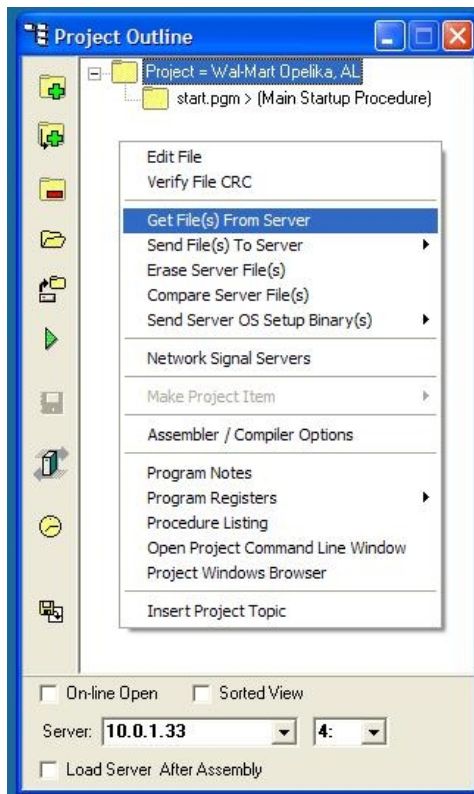 Project Outline
Project = Wal-Mart Opelika, AL
start.pgm > (Main Startup Procedure)
Edit File
Verify File CRC
Get File(s) From Server
Send File(s) To Server
Erase Server File(s)
Compare Server File(s)
Send Server OS Setup Binary(s)
Network Signal Servers
Make Project Item
Assembler / Compiler Options
Program Notes
Program Registers
Procedure Listing
Open Project Command Line Window
Project Windows Browser
Insert Project Topic
On-line Open Sorted View
Server: 10.0.1.33 4:
Load Server After Assembly